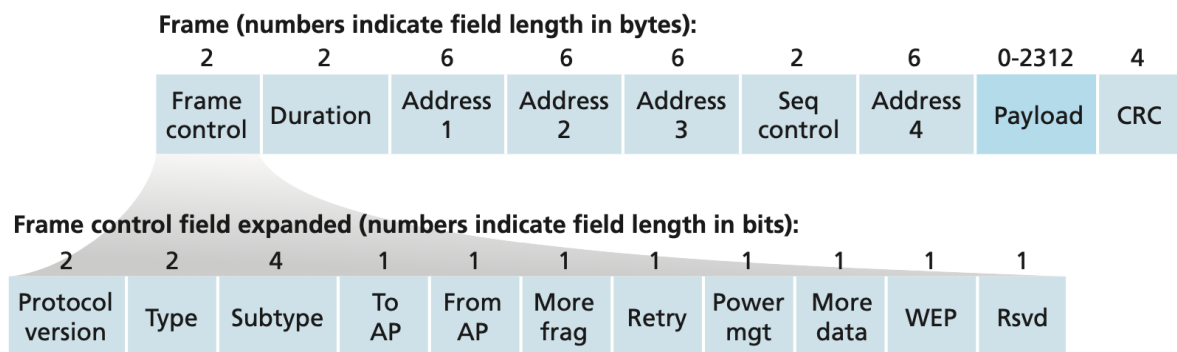 Frame (numbers indicate field length in bytes):
2 2 6 6 6 2 6 0-2312 4
Frame control Duration Address 1 Address 2 Address 3 Seq control Address 4 Payload CRC
Frame control field expanded (numbers indicate field length in bits):
2 2 4 1 1 1 1 1 1 1 1
Protocol version Type Subtype To AP From AP More frag Retry Power mgt More data WEP Rsvd